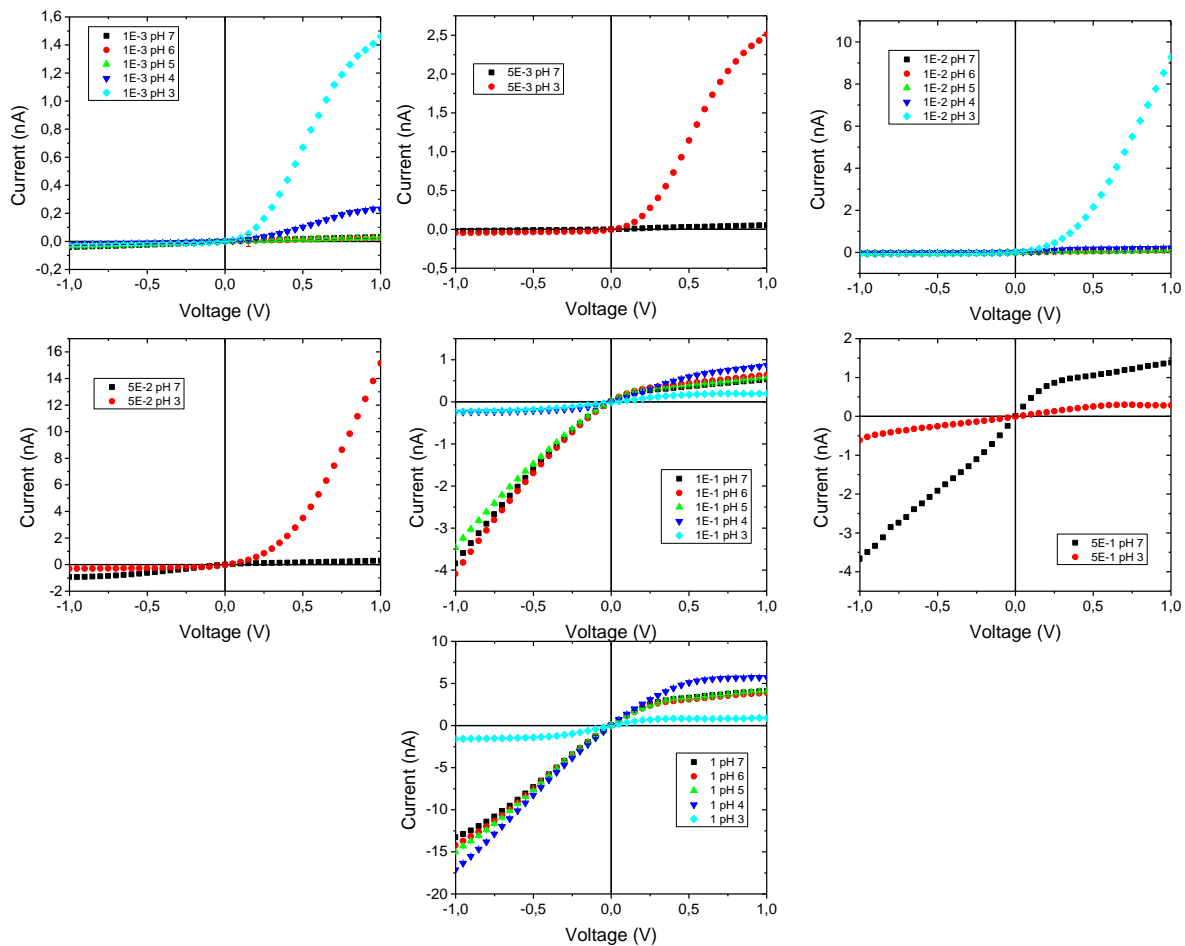 1,6
1,4
1,2
1,0
0,8
0,6
0,4
0,2
0,0
-0,2
Current (nA)
1E-3 pH 7
1E-3 pH 6
1E-3 pH 5
1E-3 pH 4
1E-3 pH 3
-1,0 -0,5 0,0 0,5 1,0
Voltage (V)
2,5
2,0
1,5
1,0
0,5
0,0
-0,5
Current (nA)
5E-3 pH 7
5E-3 pH 3
-1,0 -0,5 0,0 0,5 1,0
Voltage (V)
10
8
6
4
2
0
Current (nA)
1E-2 pH 7
1E-2 pH 6
1E-2 pH 5
1E-2 pH 4
1E-2 pH 3
-1,0 -0,5 0,0 0,5 1,0
Voltage (V)
16
14
12
10
8
6
4
2
0
-2
Current (nA)
5E-2 pH 7
5E-2 pH 3
-1,0 -0,5 0,0 0,5 1,0
Voltage (V)
1
0
-1
-2
-3
-4
Current (nA)
1E-1 pH 7
1E-1 pH 6
1E-1 pH 5
1E-1 pH 4
1E-1 pH 3
-1,0 -0,5 0,0 0,5 1,0
Voltage (V)
2
1
0
-1
-2
-3
-4
Current (nA)
5E-1 pH 7
5E-1 pH 3
-1,0 -0,5 0,0 0,5 1,0
Voltage (V)
10
5
0
-5
-10
-15
-20
Current (nA)
1 pH 7
1 pH 6
1 pH 5
1 pH 4
1 pH 3
-1,0 -0,5 0,0 0,5 1,0
Voltage (V)